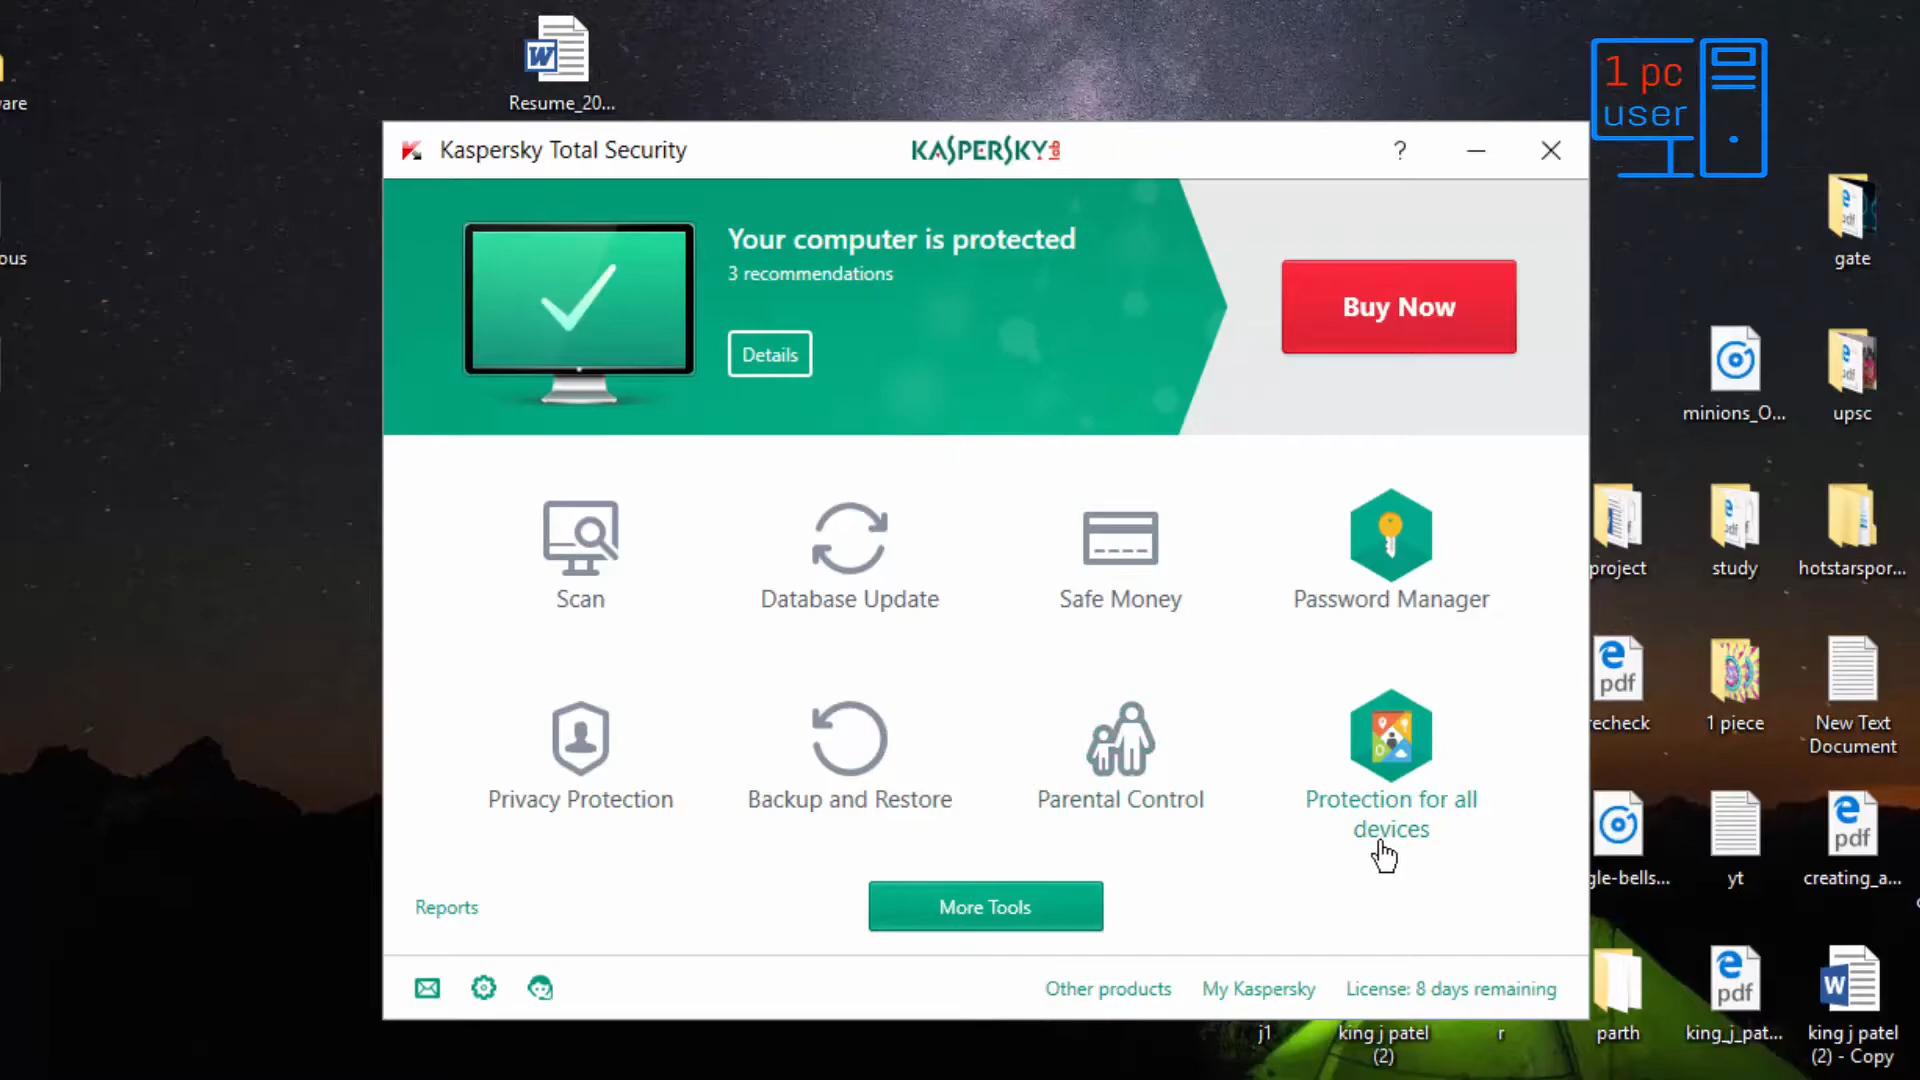 Resume_20...
are
1 pc
user
Kaspersky Total Security
KASPERSKY lab
?
Your computer is protected
3 recommendations
Details
Buy Now
ous
gate
minions_O...
upsc
Scan
Database Update
Safe Money
Password Manager
project
study
hotstarspor...
Privacy Protection
Backup and Restore
Parental Control
Protection for all
devices
echeck
1 piece
New Text
Document
Reports
More Tools
gle-bells...
yt
creating_a...
Other products
My Kaspersky
License: 8 days remaining
j1
king j patel
(2)
r
parth
king_j_pat...
king j patel
(2) - Copy